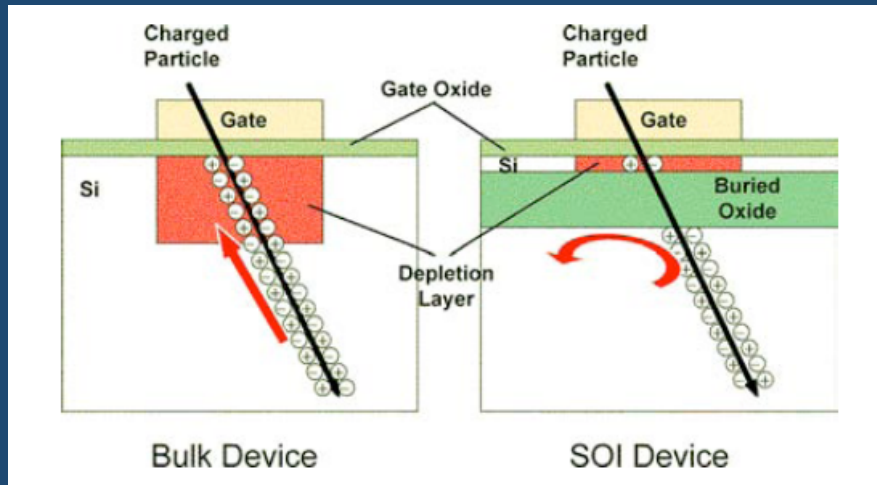 Charged
Particle
Charged
Particle
Gate Oxide
Gate
Gate
Si
Si
+ -
Buried
Oxide
Depletion
Layer
Bulk Device
SOI Device